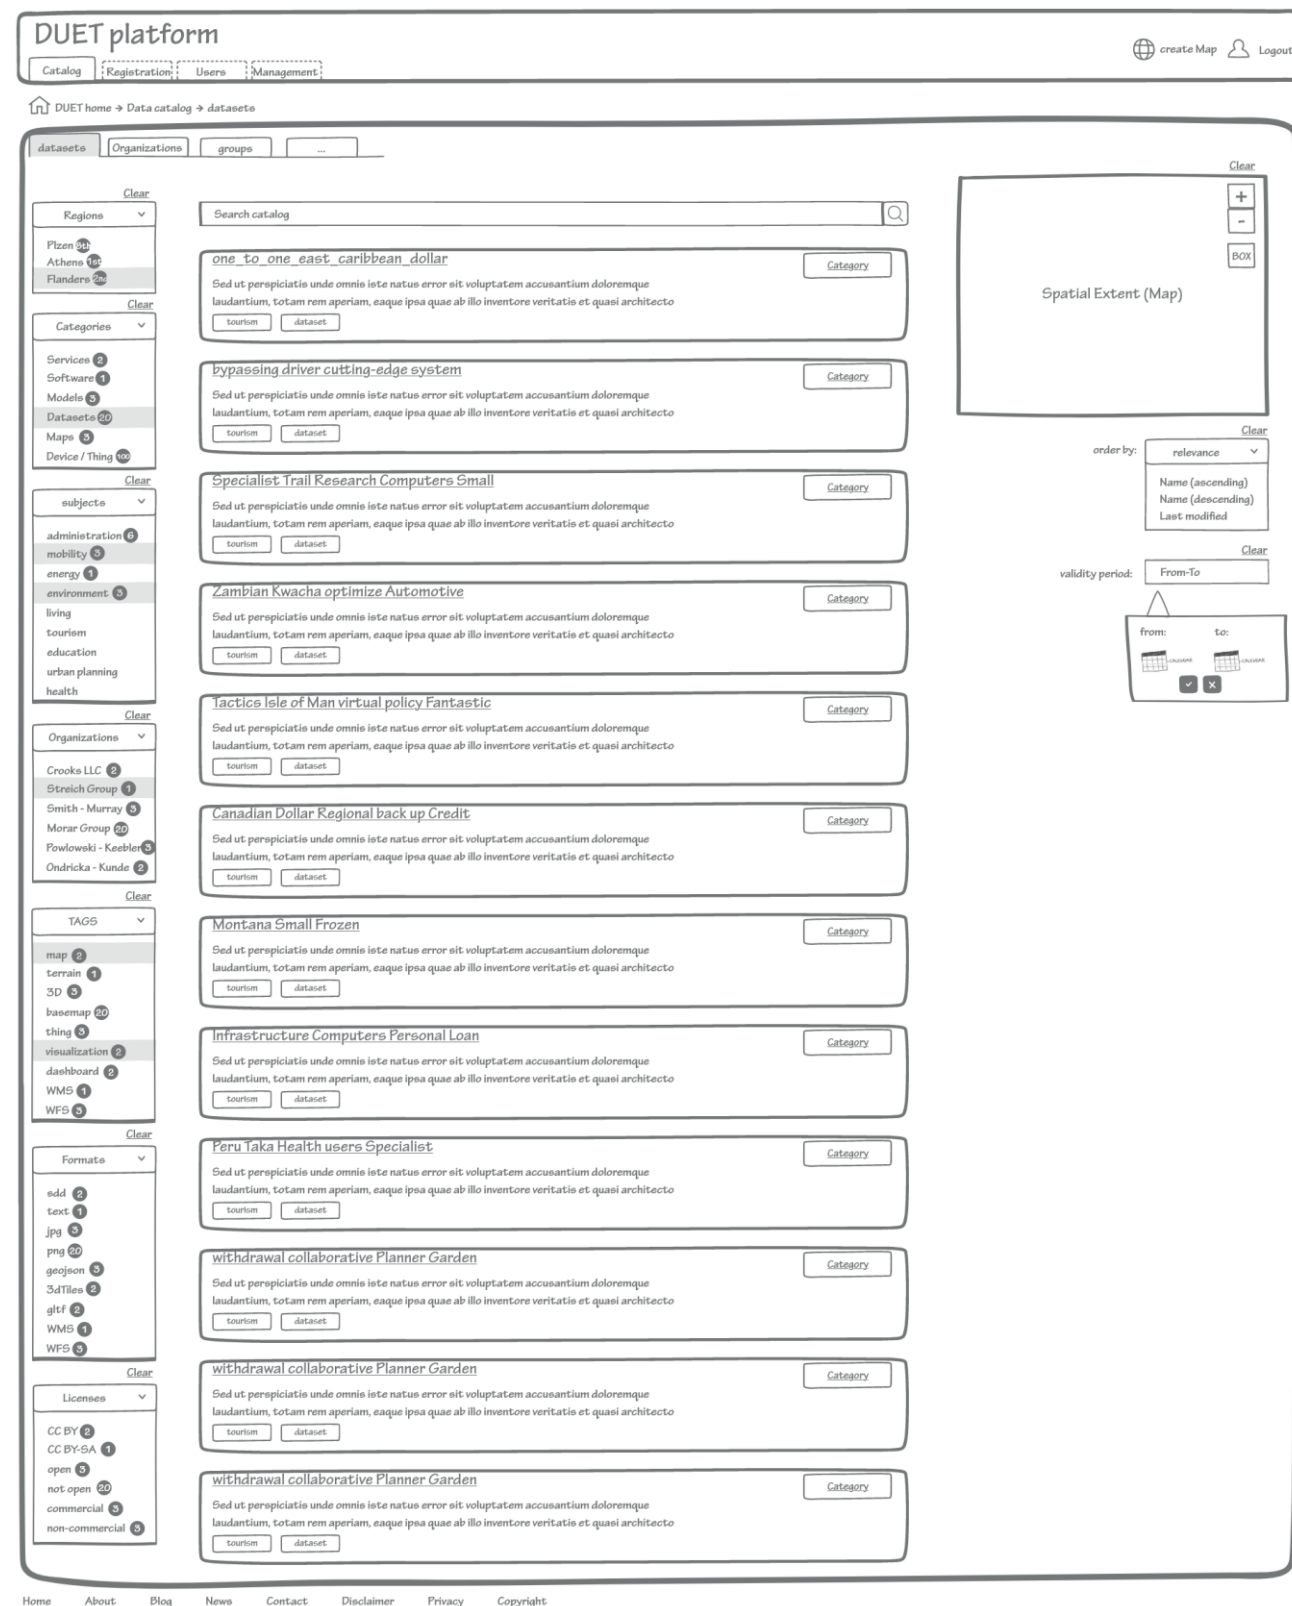 DUET platform
Catalog
Registration
Users
Management
create Map
Logout
DUET home → Data catalog → datasets
datasets
Organizations
groups
...
Clear
Regions
Plzen 8th
Athens 1st
Flanders 2nd
Clear
Categories
Services 2
Software 1
Models 3
Datasets 20
Maps 3
Device / Thing 100
Clear
subjects
administration 6
mobility 3
energy 1
environment 3
living
tourism
education
urban planning
health
Clear
Organizations
Crooks LLC 2
Streich Group 1
Smith - Murray 3
Morar Group 20
Powlowski - Keebler 3
Ondricka - Kunde 2
Clear
TAGS
map 2
terrain 1
3D 3
basemap 20
thing 3
visualization 2
dashboard 2
WMS 1
WFS 3
Clear
Formats
sdd 2
text 1
jpg 3
png 20
geojson 3
3dTiles 2
gltf 2
WMS 1
WFS 3
Clear
Licenses
CC BY 2
CC BY-SA 1
open 3
not open 20
commercial 3
non-commercial 3
Search catalog
one_to_one_east_caribbean_dollar
Category
Sed ut perspiciatis unde omnis iste natus error sit voluptatem accusantium doloremque
laudantium, totam rem aperiam, eaque ipsa quae ab illo inventore veritatis et quasi architecto
tourism
dataset
bypassing driver cutting-edge system
Category
Sed ut perspiciatis unde omnis iste natus error sit voluptatem accusantium doloremque
laudantium, totam rem aperiam, eaque ipsa quae ab illo inventore veritatis et quasi architecto
tourism
dataset
Specialist Trail Research Computers Small
Category
Sed ut perspiciatis unde omnis iste natus error sit voluptatem accusantium doloremque
laudantium, totam rem aperiam, eaque ipsa quae ab illo inventore veritatis et quasi architecto
tourism
dataset
Zambian Kwacha optimize Automotive
Category
Sed ut perspiciatis unde omnis iste natus error sit voluptatem accusantium doloremque
laudantium, totam rem aperiam, eaque ipsa quae ab illo inventore veritatis et quasi architecto
tourism
dataset
Tactics Isle of Man virtual policy Fantastic
Category
Sed ut perspiciatis unde omnis iste natus error sit voluptatem accusantium doloremque
laudantium, totam rem aperiam, eaque ipsa quae ab illo inventore veritatis et quasi architecto
tourism
dataset
Canadian Dollar Regional back up Credit
Category
Sed ut perspiciatis unde omnis iste natus error sit voluptatem accusantium doloremque
laudantium, totam rem aperiam, eaque ipsa quae ab illo inventore veritatis et quasi architecto
tourism
dataset
Montana Small Frozen
Category
Sed ut perspiciatis unde omnis iste natus error sit voluptatem accusantium doloremque
laudantium, totam rem aperiam, eaque ipsa quae ab illo inventore veritatis et quasi architecto
tourism
dataset
Infrastructure Computers Personal Loan
Category
Sed ut perspiciatis unde omnis iste natus error sit voluptatem accusantium doloremque
laudantium, totam rem aperiam, eaque ipsa quae ab illo inventore veritatis et quasi architecto
tourism
dataset
Peru Taka Health users Specialist
Category
Sed ut perspiciatis unde omnis iste natus error sit voluptatem accusantium doloremque
laudantium, totam rem aperiam, eaque ipsa quae ab illo inventore veritatis et quasi architecto
tourism
dataset
withdrawal collaborative Planner Garden
Category
Sed ut perspiciatis unde omnis iste natus error sit voluptatem accusantium doloremque
laudantium, totam rem aperiam, eaque ipsa quae ab illo inventore veritatis et quasi architecto
tourism
dataset
withdrawal collaborative Planner Garden
Category
Sed ut perspiciatis unde omnis iste natus error sit voluptatem accusantium doloremque
laudantium, totam rem aperiam, eaque ipsa quae ab illo inventore veritatis et quasi architecto
tourism
dataset
withdrawal collaborative Planner Garden
Category
Sed ut perspiciatis unde omnis iste natus error sit voluptatem accusantium doloremque
laudantium, totam rem aperiam, eaque ipsa quae ab illo inventore veritatis et quasi architecto
tourism
dataset
Clear
+
-
BOX
Spatial Extent (Map)
Clear
order by:
relevance
Name (ascending)
Name (descending)
Last modified
Clear
validity period:
From-To
from:
to:
CALENDAR
CALENDAR
Home
About
Blog
News
Contact
Disclaimer
Privacy
Copyright